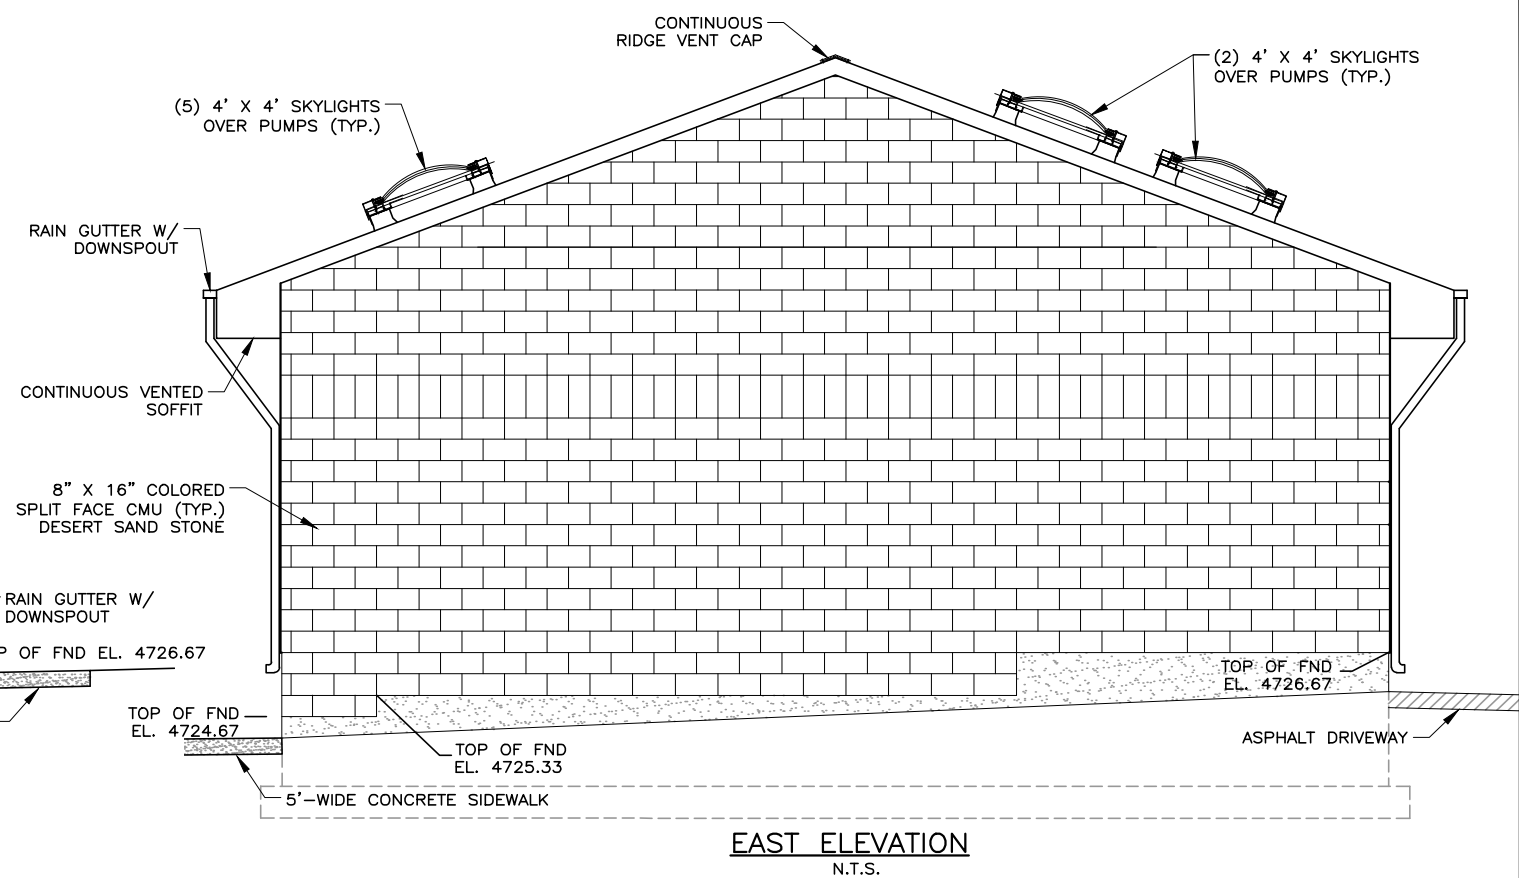 CONTINUOUS
RIDGE VENT CAP
(2) 4' X 4' SKYLIGHTS
OVER PUMPS (TYP.)
(5) 4' X 4' SKYLIGHTS
OVER PUMPS (TYP.)
RAIN GUTTER W/
DOWNSPOUT
CONTINUOUS VENTED
SOFFIT
8" X 16" COLORED
SPLIT FACE CMU (TYP.)
DESERT SAND STONE
RAIN GUTTER W/
DOWNSPOUT
P OF FND EL. 4726.67
TOP OF FND
EL. 4726.67
TOP OF FND
EL. 4724.67
TOP OF FND
EL. 4725.33
ASPHALT DRIVEWAY
5'-WIDE CONCRETE SIDEWALK
EAST ELEVATION
N.T.S.